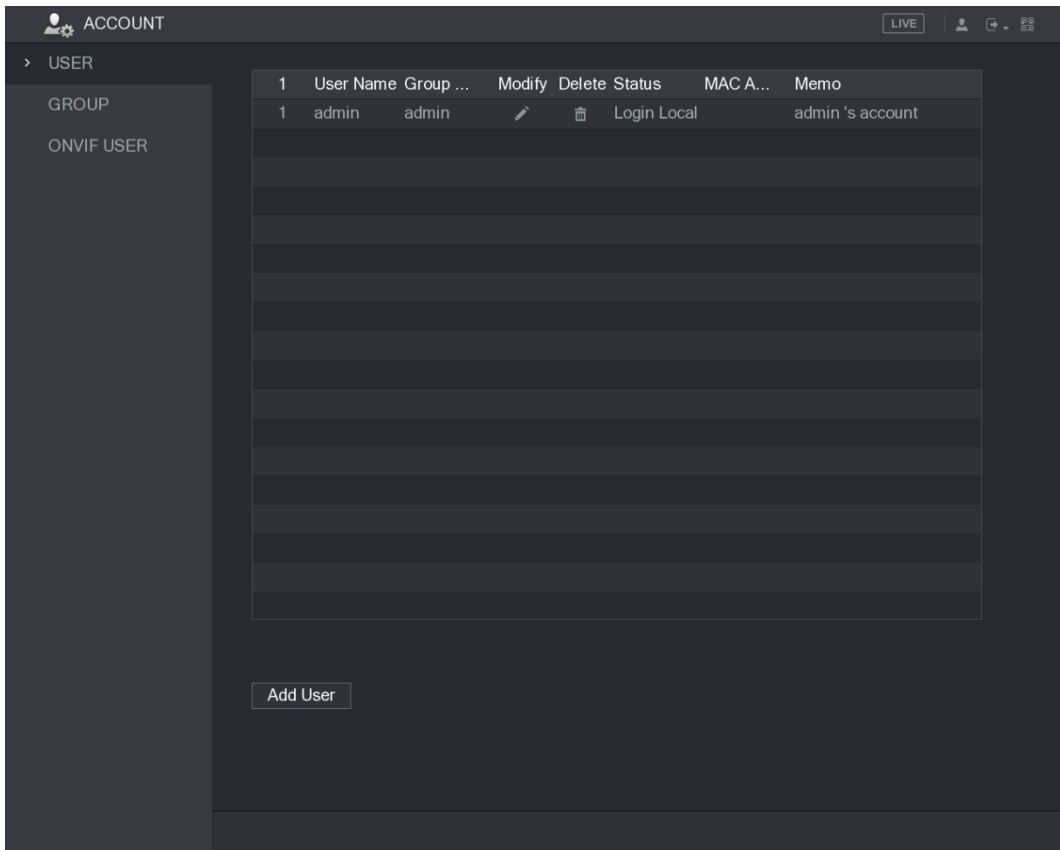 ACCOUNT LIVE
USER
GROUP
ONVIF USER
1 User Name Group ... Modify Delete Status MAC A... Memo
1 admin admin Login Local admin 's account
Add User